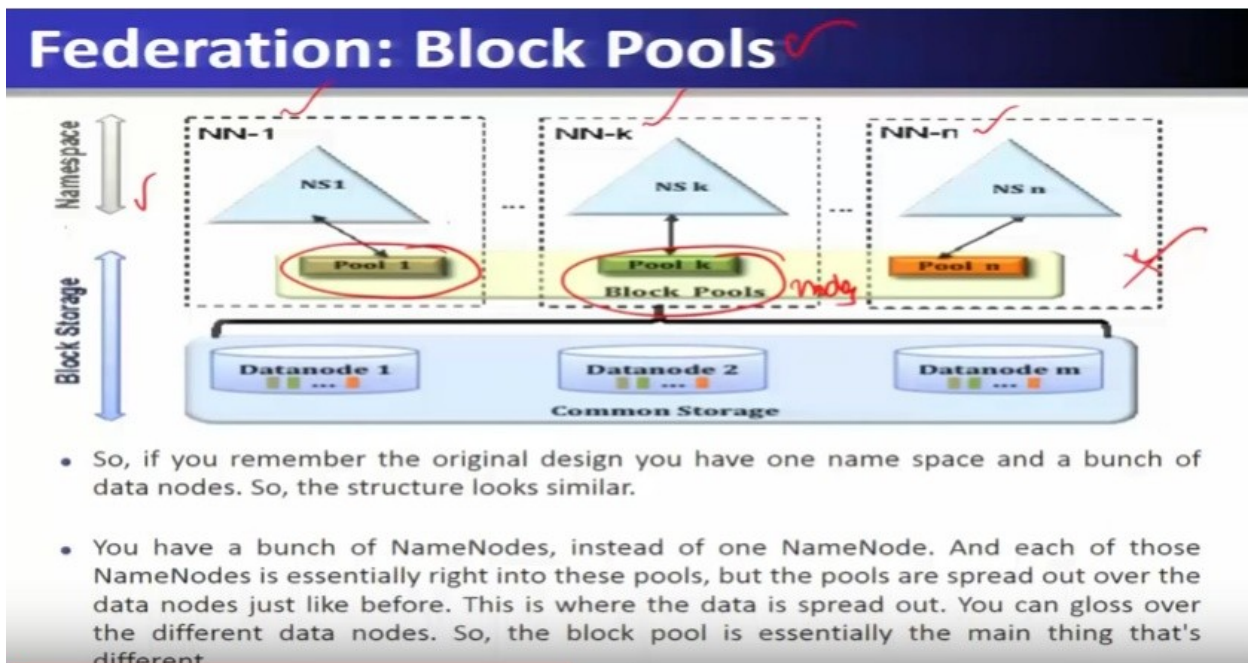 Federation: Block Pools
Namespace
NN-1
NN-k
NN-n
NS1
...
NS k
...
NS n
Pool 1
Pool k
Pool n
Block Pools
Block Storage
Datanode 1
...
Datanode 2
...
Datanode m
...
Common Storage
• So, if you remember the original design you have one name space and a bunch of
data nodes. So, the structure looks similar.
• You have a bunch of NameNodes, instead of one NameNode. And each of those
NameNodes is essentially right into these pools, but the pools are spread out over the
data nodes just like before. This is where the data is spread out. You can gloss over
the different data nodes. So, the block pool is essentially the main thing that's
different